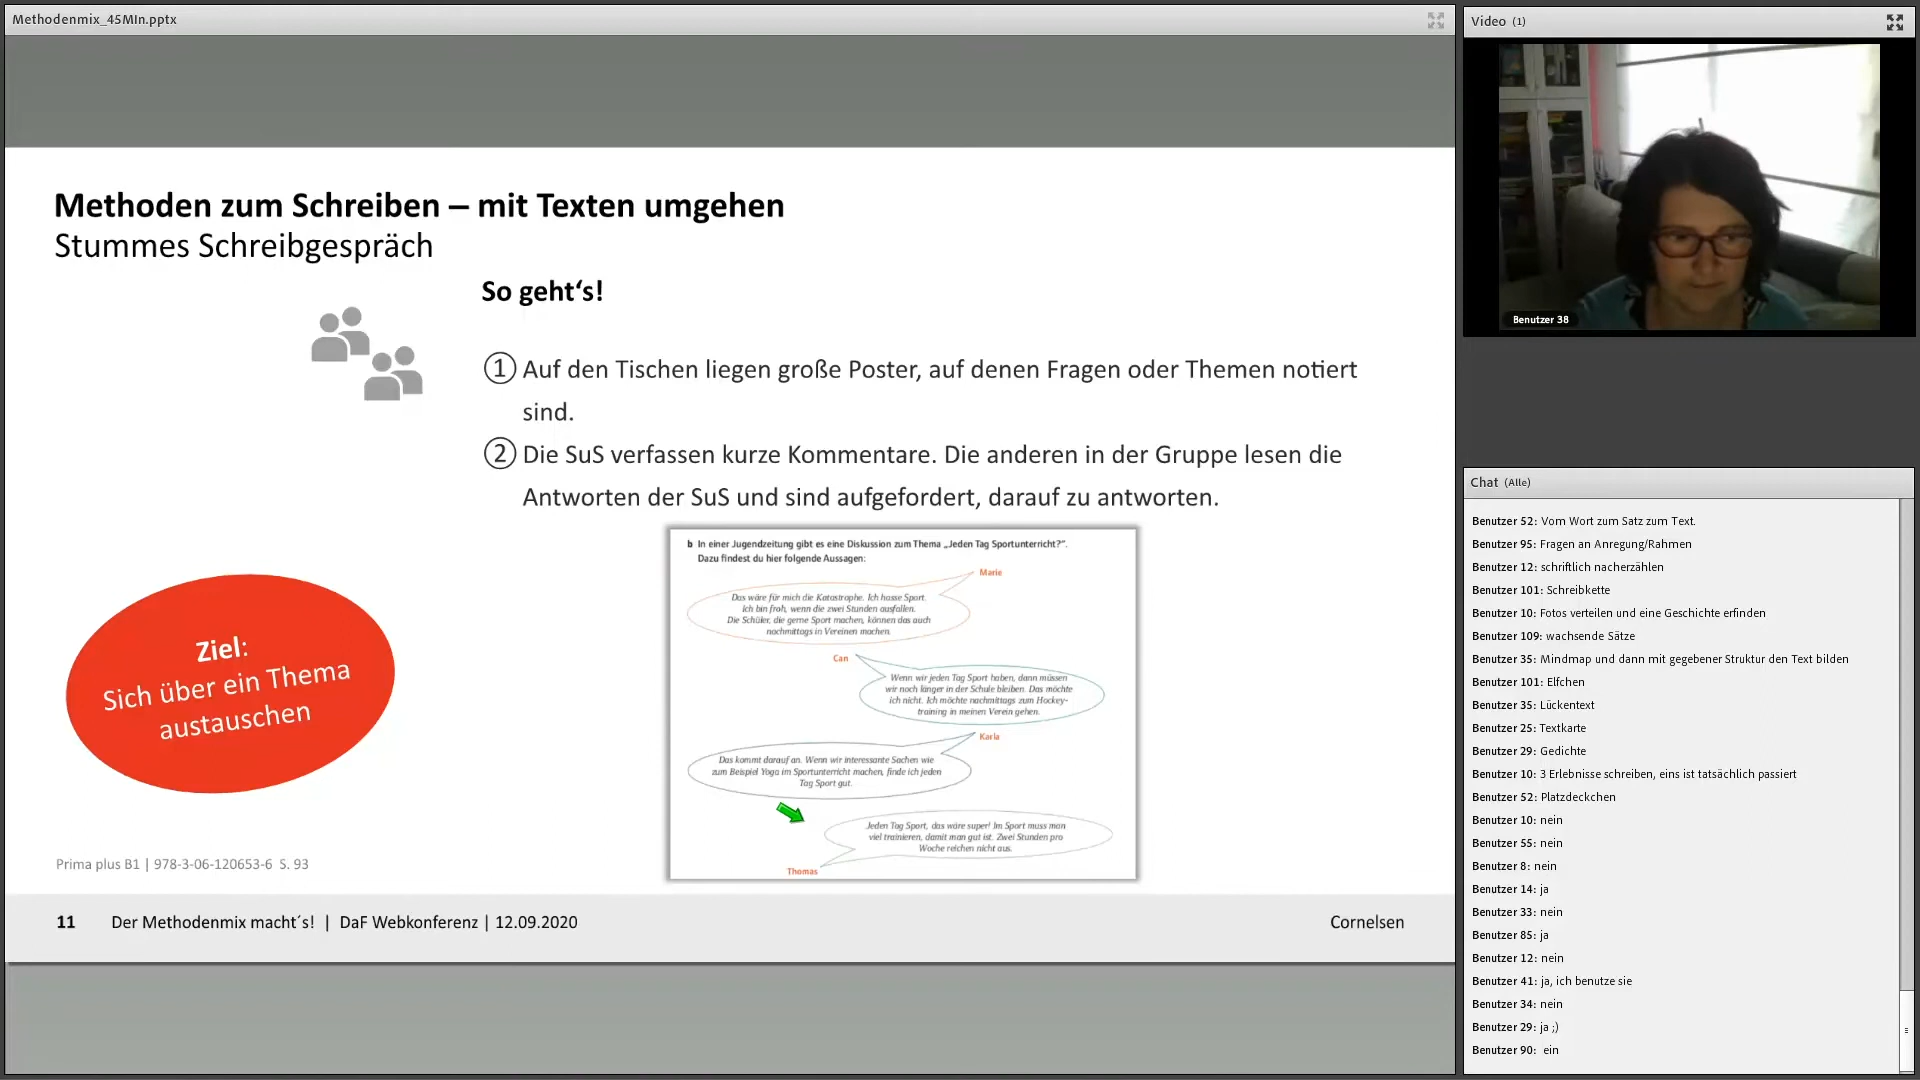 Methodenmix_45MIn.pptx
Methoden zum Schreiben – mit Texten umgehen
Stummes Schreibgespräch
So geht‘s!
① Auf den Tischen liegen große Poster, auf denen Fragen oder Themen notiert
sind.
② Die SuS verfassen kurze Kommentare. Die anderen in der Gruppe lesen die
Antworten der SuS und sind aufgefordert, darauf zu antworten.
Ziel:
Sich über ein Thema
austauschen
b In einer Jugendzeitung gibt es eine Diskussion zum Thema „Jeden Tag Sportunterricht?“.
Dazu findest du hier folgende Aussagen:
Marie
Das wäre für mich die Katastrophe. Ich hasse Sport.
Ich bin froh, wenn die zwei Stunden ausfallen.
Die Schüler, die gerne Sport machen, können das auch
nachmittags in Vereinen machen.
Can
Wenn wir jeden Tag Sport haben, dann müssen
wir noch länger in der Schule bleiben. Das möchte
ich nicht. Ich möchte nachmittags zum Hockey-
training in meinen Verein gehen.
Karla
Das kommt darauf an. Wenn wir interessante Sachen wie
zum Beispiel Yoga im Sportunterricht machen, finde ich jeden
Tag Sport gut.
Jeden Tag Sport, das wäre super! Im Sport muss man
viel trainieren, damit man gut ist. Zwei Stunden pro
Woche reichen nicht aus.
Thomas
Prima plus B1 | 978-3-06-120653-6 S. 93
11 Der Methodenmix macht´s! | DaF Webkonferenz | 12.09.2020 Cornelsen
Video (1)
Benutzer 38
Chat (Alle)
Benutzer 52: Vom Wort zum Satz zum Text.
Benutzer 95: Fragen an Anregung/Rahmen
Benutzer 12: schriftlich nacherzählen
Benutzer 101: Schreibkette
Benutzer 10: Fotos verteilen und eine Geschichte erfinden
Benutzer 109: wachsende Sätze
Benutzer 35: Mindmap und dann mit gegebener Struktur den Text bilden
Benutzer 101: Elfchen
Benutzer 35: Lückentext
Benutzer 25: Textkarte
Benutzer 29: Gedichte
Benutzer 10: 3 Erlebnisse schreiben, eins ist tatsächlich passiert
Benutzer 52: Platzdeckchen
Benutzer 10: nein
Benutzer 55: nein
Benutzer 8: nein
Benutzer 14: ja
Benutzer 33: nein
Benutzer 85: ja
Benutzer 12: nein
Benutzer 41: ja, ich benutze sie
Benutzer 34: nein
Benutzer 29: ja ;)
Benutzer 90: ein